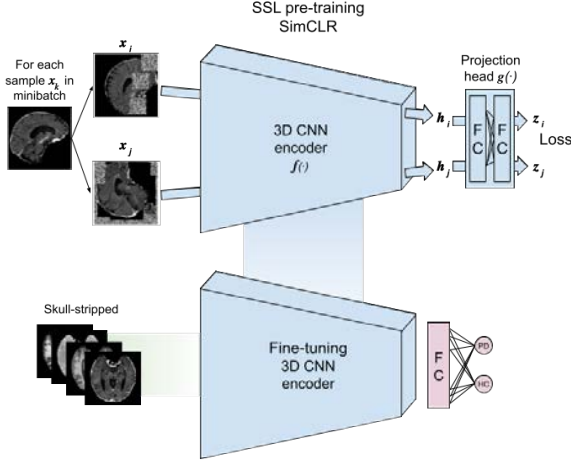 SSL pre-training
SimCLR
For each
sample x_k in
minibatch
x_i
x_j
3D CNN
encoder
f(·)
h_i
h_j
Projection
head g(·)
F
C
F
C
z_i
z_j
Loss
Skull-stripped
Fine-tuning
3D CNN
encoder
F
C
PD
HC